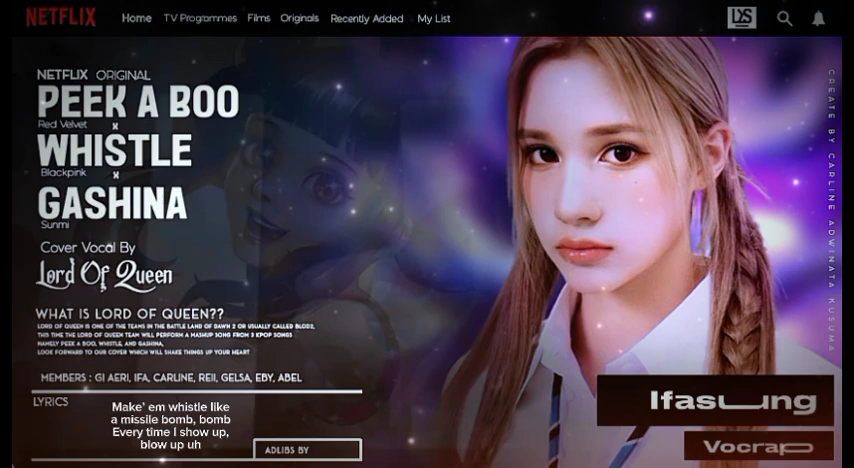 NETFLIX Home TV Programmes Films Originals Recently Added My List LDS
NETFLIX ORIGINAL
PEEK A BOO
Red Velvet x
WHISTLE
Blackpink x
GASHINA
Sunmi
Cover Vocal By
Lord Of Queen
WHAT IS LORD OF QUEEN??
LORD OF QUEEN IS ONE OF THE TEAMS IN THE BATTLE LAND OF DAWN 2 OR USUALLY CALLED BLOD2,
THIS TIME THE LORD OF QUEEN TEAM WILL PERFORM A MASHUP SONG FROM 3 KPOP SONGS
NAMELY PEEK A BOO, WHISTLE, AND GASHINA,
LOOK FORWARD TO OUR COVER WHICH WILL SHAKE THINGS UP YOUR HEART
MEMBERS : GI AERI, IFA, CARLINE, REII, GELSA, EBY, ABEL
LYRICS
Make' em whistle like
a missile bomb, bomb
Every time I show up,
blow up uh
ADLIBS BY
CREATE BY CARLINE ADWINATA KUSUMA
Ifasung
Vocrap